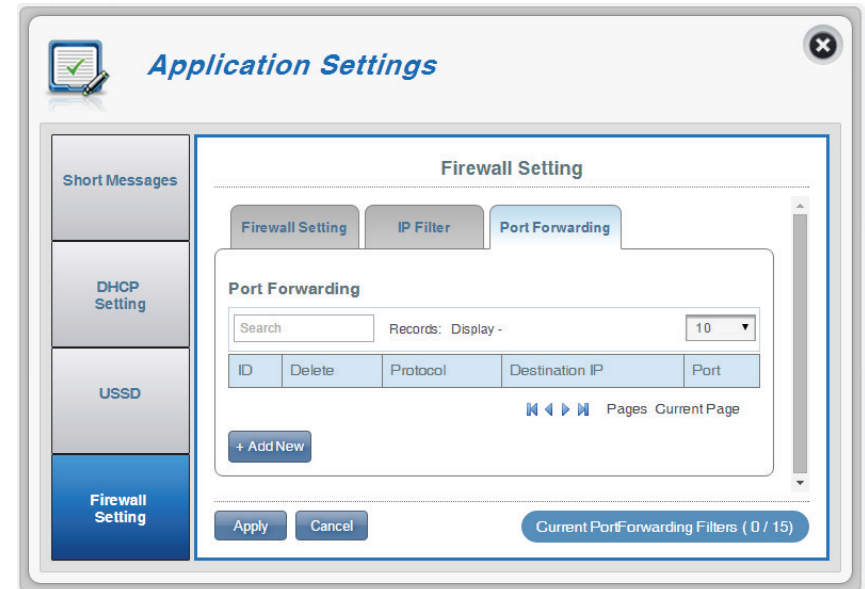 Application Settings
Short Messages
DHCP
Setting
USSD
Firewall
Setting
Firewall Setting
Firewall Setting IP Filter Port Forwarding
Port Forwarding
Search Records: Display - 10
ID Delete Protocol Destination IP Port
Pages Current Page
+ Add New
Apply Cancel Current PortForwarding Filters ( 0 / 15)